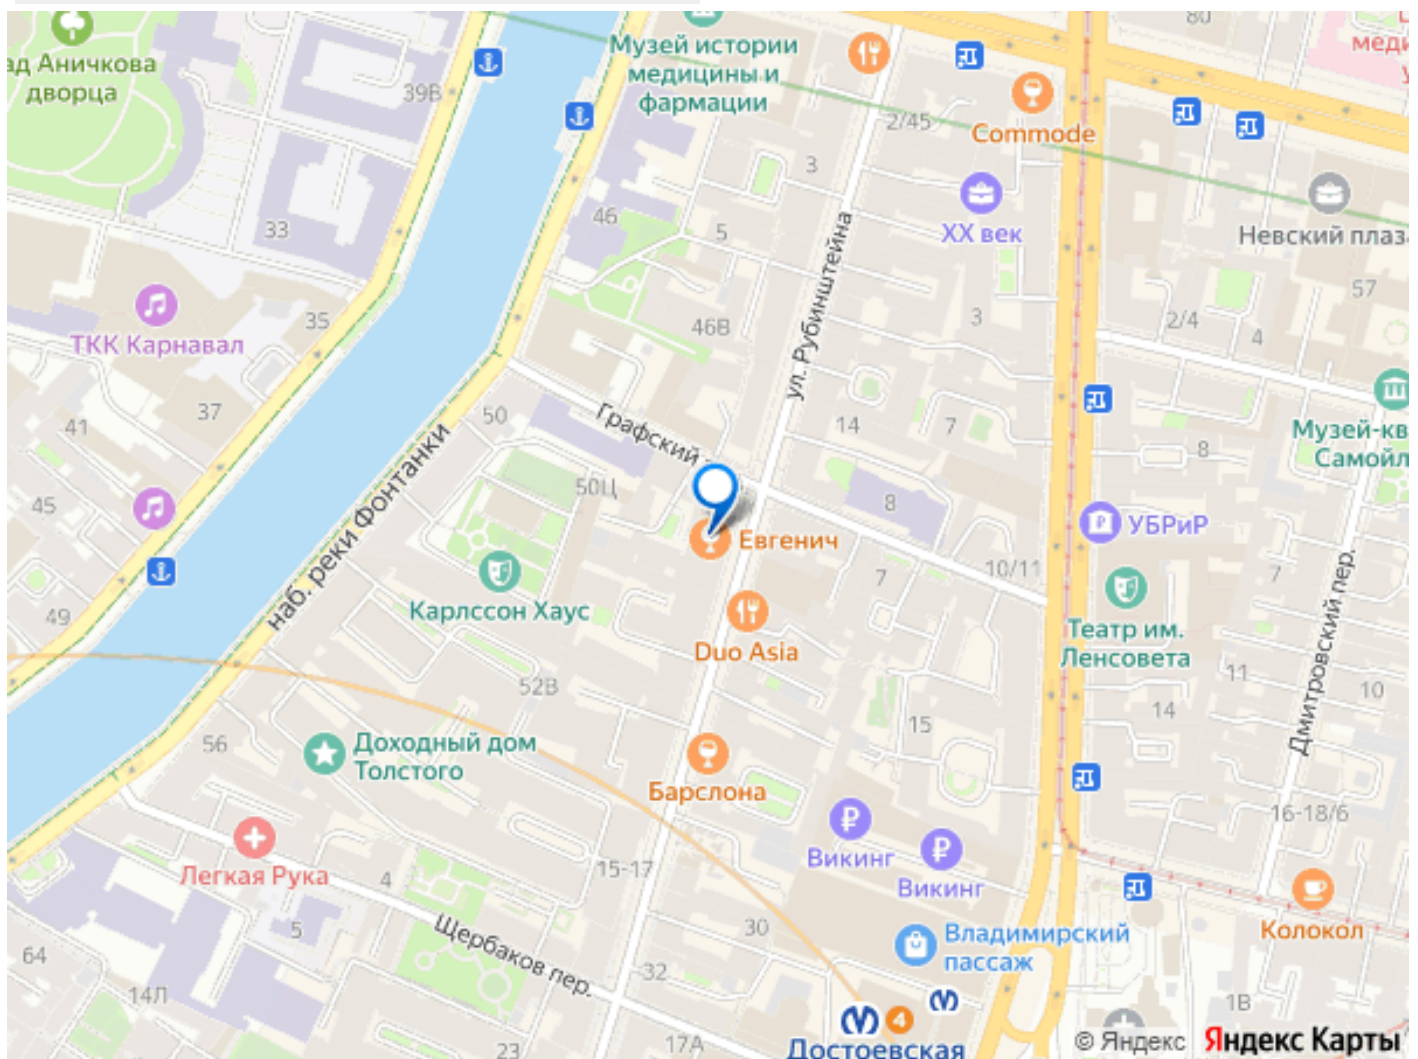 80
Музей истории
медицины и
фармации
ад Аничкова
дворца
39В
меди
у
2/45
Commode
3
33
46
5
XX век
Невский плаз
57
35
ТКК Карнавал
46В
ул. Рубинштейна
3
2/4
4
37
41
50
Графский
14
7
8
Музей-кв
Самойл
45
наб. реки Фонтанки
50Ц
8
УБРиР
Евгенич
7
10/11
7
49
Карлссон Хаус
Театр им.
Ленсовета
Дмитровский пер.
Duo Asia
52В
11
10
15
14
56
Доходный дом
Толстого
Барслона
16-18/6
Викинг
Викинг
Легкая Рука
4
15-17
Щербаков пер.
5
30
Владимирский
пассаж
Колокол
64
14Л
32
1В
4
Достоевская
23
17А
© Яндекс
Яндекс Карты